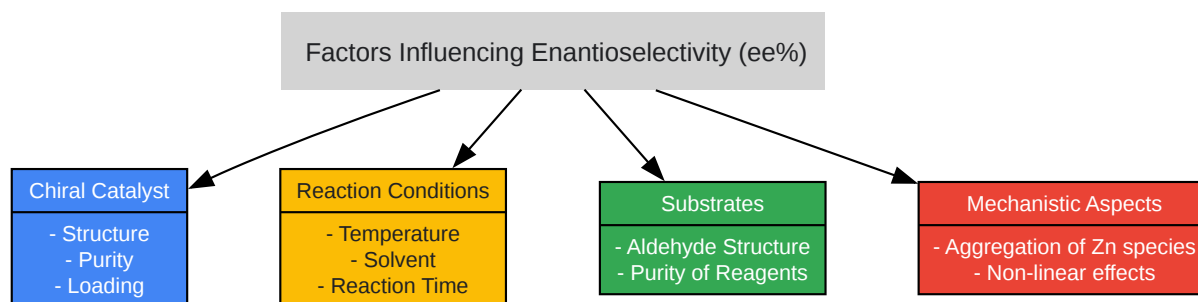 Factors Influencing Enantioselectivity (ee%)
Chiral Catalyst
- Structure
- Purity
- Loading
Reaction Conditions
- Temperature
- Solvent
- Reaction Time
Substrates
- Aldehyde Structure
- Purity of Reagents
Mechanistic Aspects
- Aggregation of Zn species
- Non-linear effects